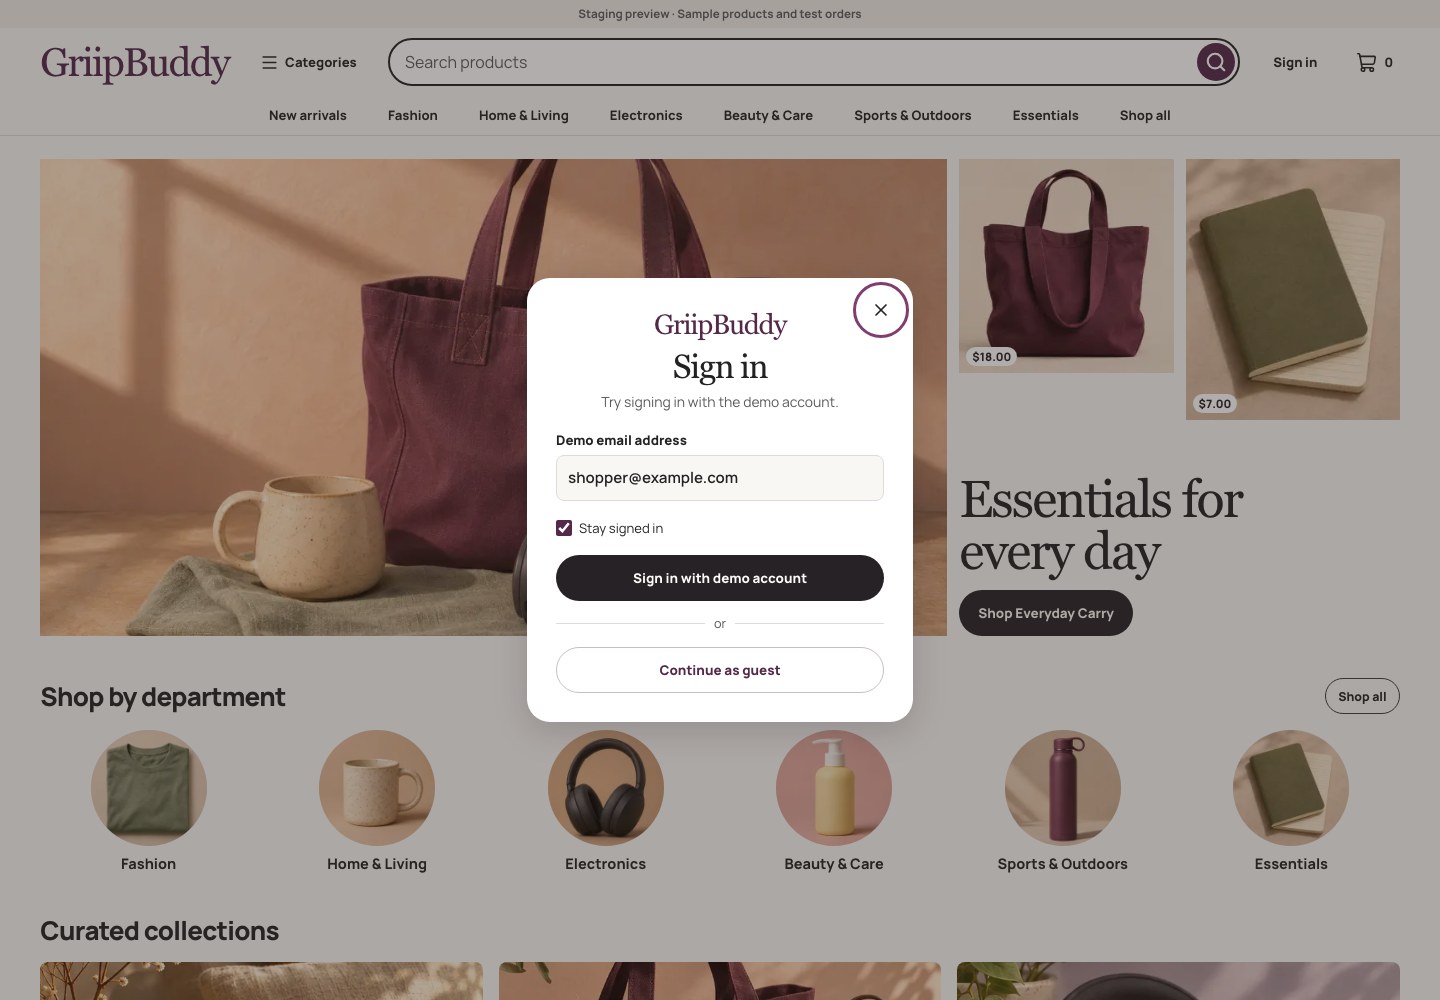 Staging preview · Sample products and test orders
GriipBuddy
Categories
Search products
Sign in
0
New arrivals
Fashion
Home & Living
Electronics
Beauty & Care
Sports & Outdoors
Essentials
Shop all
$18.00
$7.00
Essentials for
every day
Shop Everyday Carry
GriipBuddy
Sign in
Try signing in with the demo account.
Demo email address
shopper@example.com
Stay signed in
Sign in with demo account
or
Continue as guest
Shop by department
Shop all
Fashion
Home & Living
Electronics
Beauty & Care
Sports & Outdoors
Essentials
Curated collections